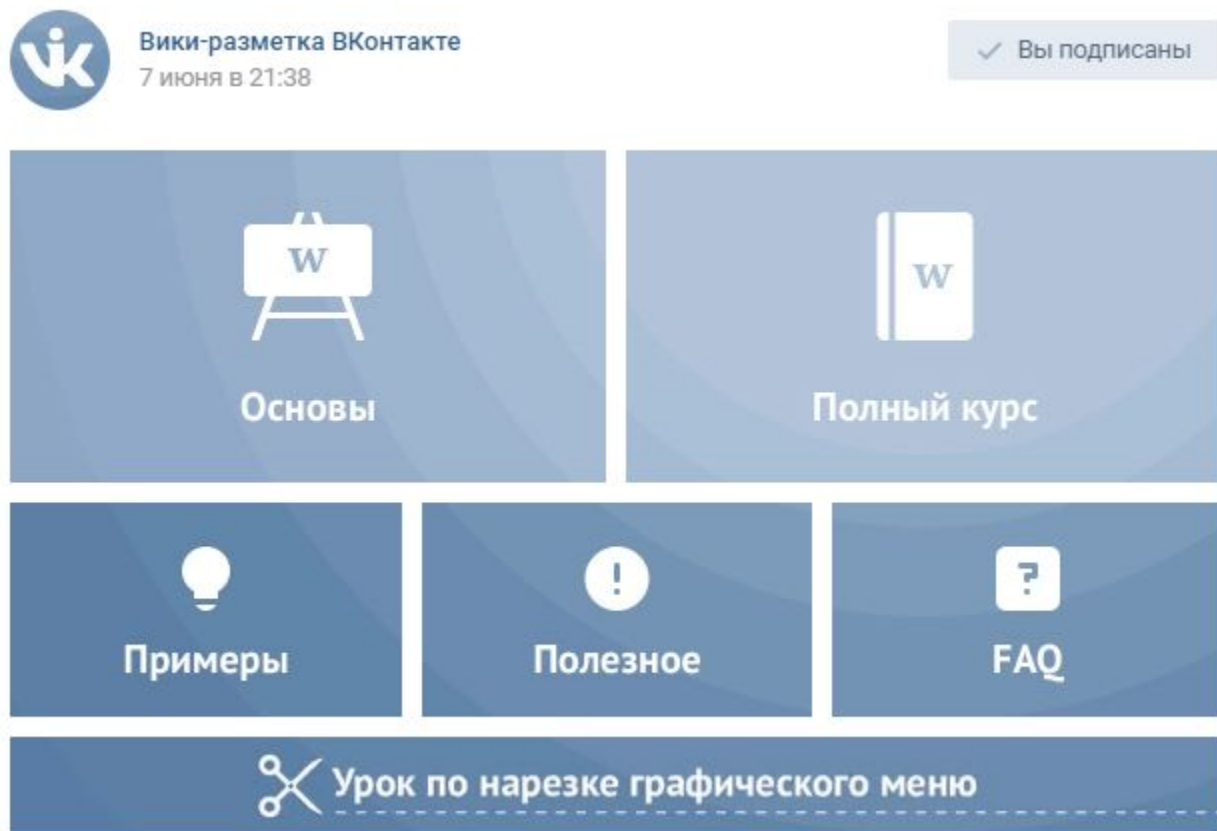 Вики-разметка ВКонтакте
7 июня в 21:38
Вы подписаны
W
W
Основы
Полный курс
!
?
Примеры
Полезное
FAQ
Урок по нарезке графического меню